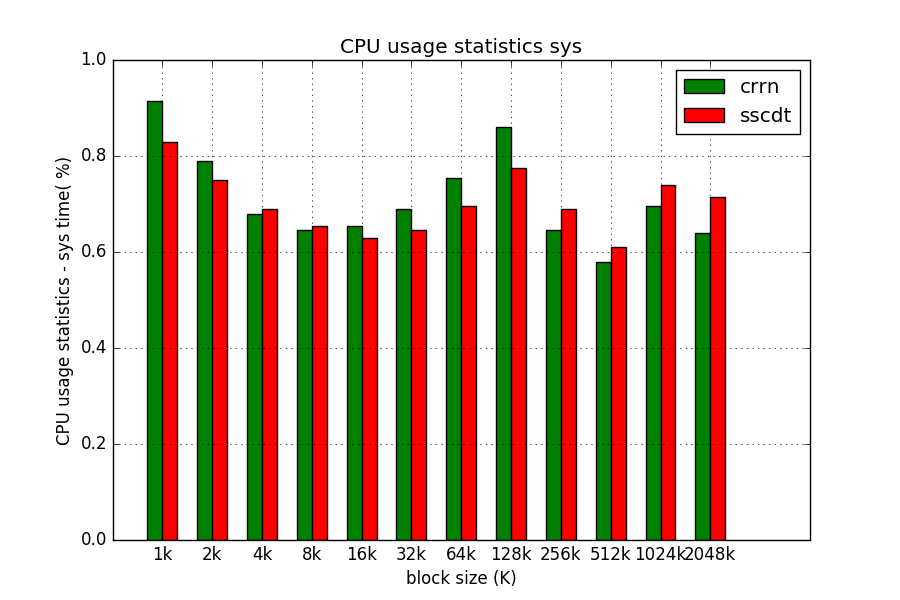 CPU usage statistics sys
crrn
sscdt
CPU usage statistics - sys time( %)
1.0
0.8
0.6
0.4
0.2
0.0
1k 2k 4k 8k 16k 32k 64k 128k 256k 512k 1024k 2048k
block size (K)